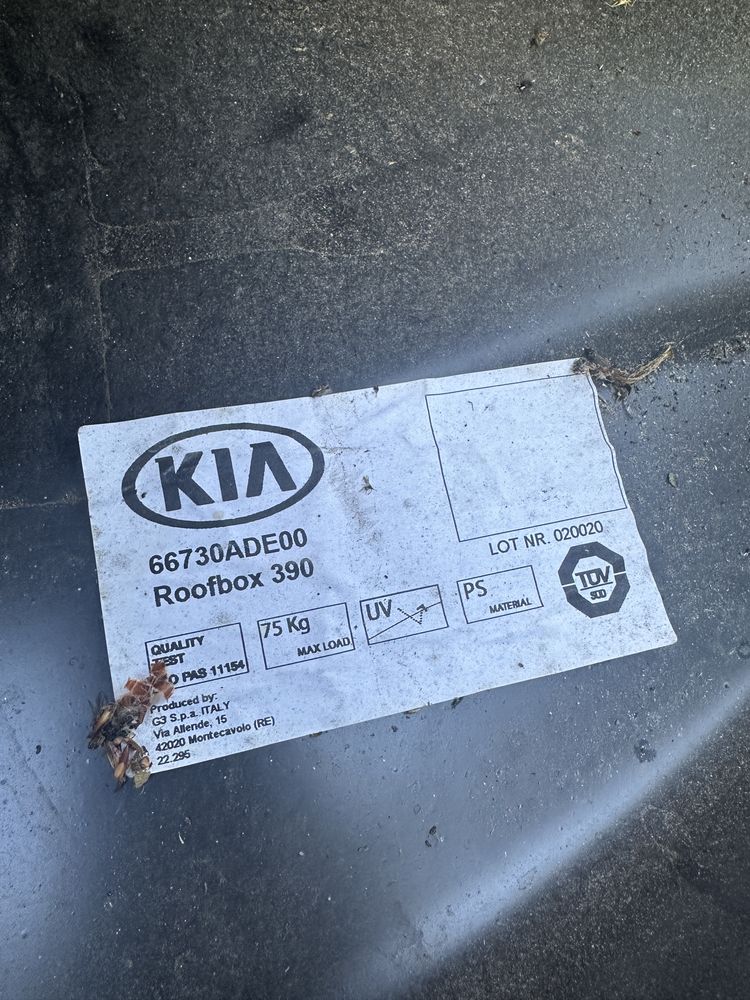 KIA
66730ADE00
Roofbox 390
LOT NR. 020020
QUALITY
TEST
O PAS 11154
75 Kg
MAX LOAD
UV
PS
MATERIAL
TÜV
SÜD
Produced by:
G3 S.p.a. ITALY
Via Allende, 15
42020 Montecavolo (RE)
22.295